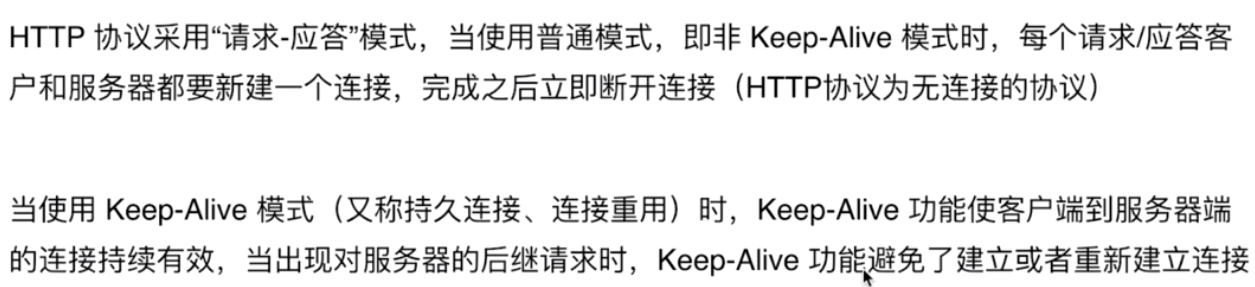 HTTP 协议采用“请求-应答”模式，当使用普通模式，即非 Keep-Alive 模式时，每个请求/应答客
户和服务器都要新建一个连接，完成之后立即断开连接（HTTP协议为无连接的协议）
当使用 Keep-Alive 模式（又称持久连接、连接重用）时，Keep-Alive 功能使客户端到服务器端
的连接持续有效，当出现对服务器的后继请求时，Keep-Alive 功能避免了建立或者重新建立连接